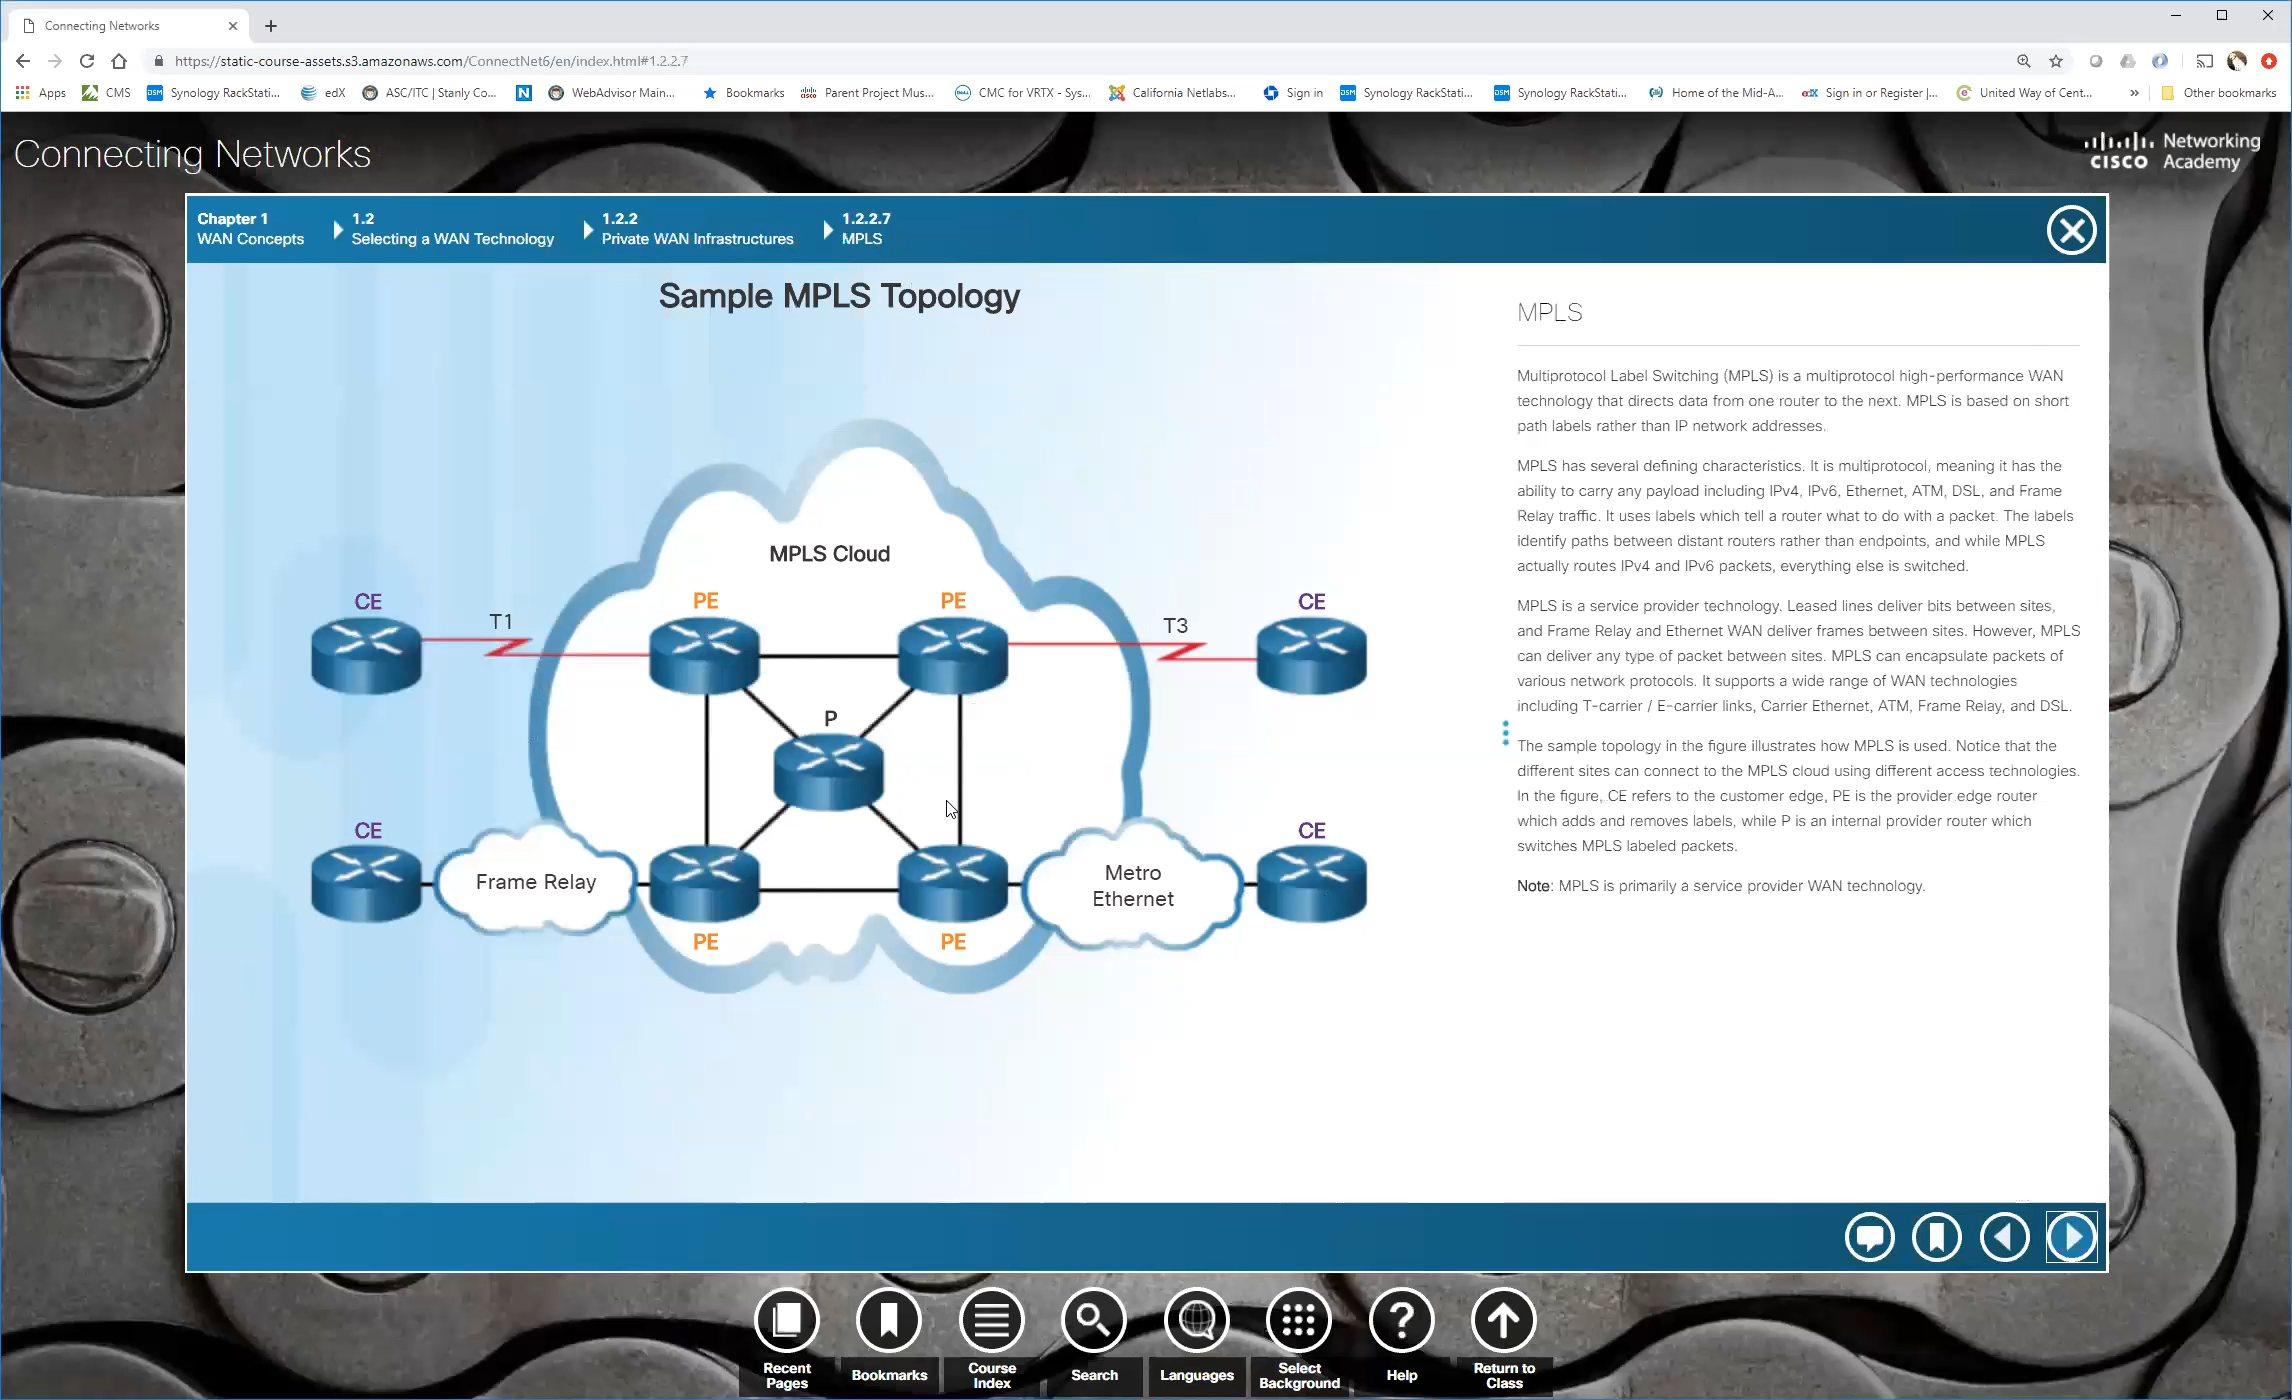 Connecting Networks
https://static-course-assets.s3.amazonaws.com/ConnectNet6/en/index.html#1.2.2.7
Apps CMS Synology RackStati... edX ASC/ITC | Stanly Co... WebAdvisor Main... Bookmarks Parent Project Mus... CMC for VRTX - Sys... California Netlabs... Sign in Synology RackStati... Synology RackStati... Home of the Mid-A... Sign in or Register |... United Way of Cent... » Other bookmarks
Connecting Networks
CISCO Networking Academy
Chapter 1 1.2 1.2.2 1.2.2.7
WAN Concepts Selecting a WAN Technology Private WAN Infrastructures MPLS
Sample MPLS Topology
MPLS Cloud
CE PE PE CE
T1 T3
P
CE CE
Frame Relay
Metro
Ethernet
PE PE
MPLS
Multiprotocol Label Switching (MPLS) is a multiprotocol high-performance WAN
technology that directs data from one router to the next. MPLS is based on short
path labels rather than IP network addresses.
MPLS has several defining characteristics. It is multiprotocol, meaning it has the
ability to carry any payload including IPv4, IPv6, Ethernet, ATM, DSL, and Frame
Relay traffic. It uses labels which tell a router what to do with a packet. The labels
identify paths between distant routers rather than endpoints, and while MPLS
actually routes IPv4 and IPv6 packets, everything else is switched.
MPLS is a service provider technology. Leased lines deliver bits between sites,
and Frame Relay and Ethernet WAN deliver frames between sites. However, MPLS
can deliver any type of packet between sites. MPLS can encapsulate packets of
various network protocols. It supports a wide range of WAN technologies
including T-carrier / E-carrier links, Carrier Ethernet, ATM, Frame Relay, and DSL.
The sample topology in the figure illustrates how MPLS is used. Notice that the
different sites can connect to the MPLS cloud using different access technologies.
In the figure, CE refers to the customer edge, PE is the provider edge router
which adds and removes labels, while P is an internal provider router which
switches MPLS labeled packets.
Note: MPLS is primarily a service provider WAN technology.
Recent Pages
Bookmarks
Course Index
Search
Languages
Select Background
Help
Return to Class